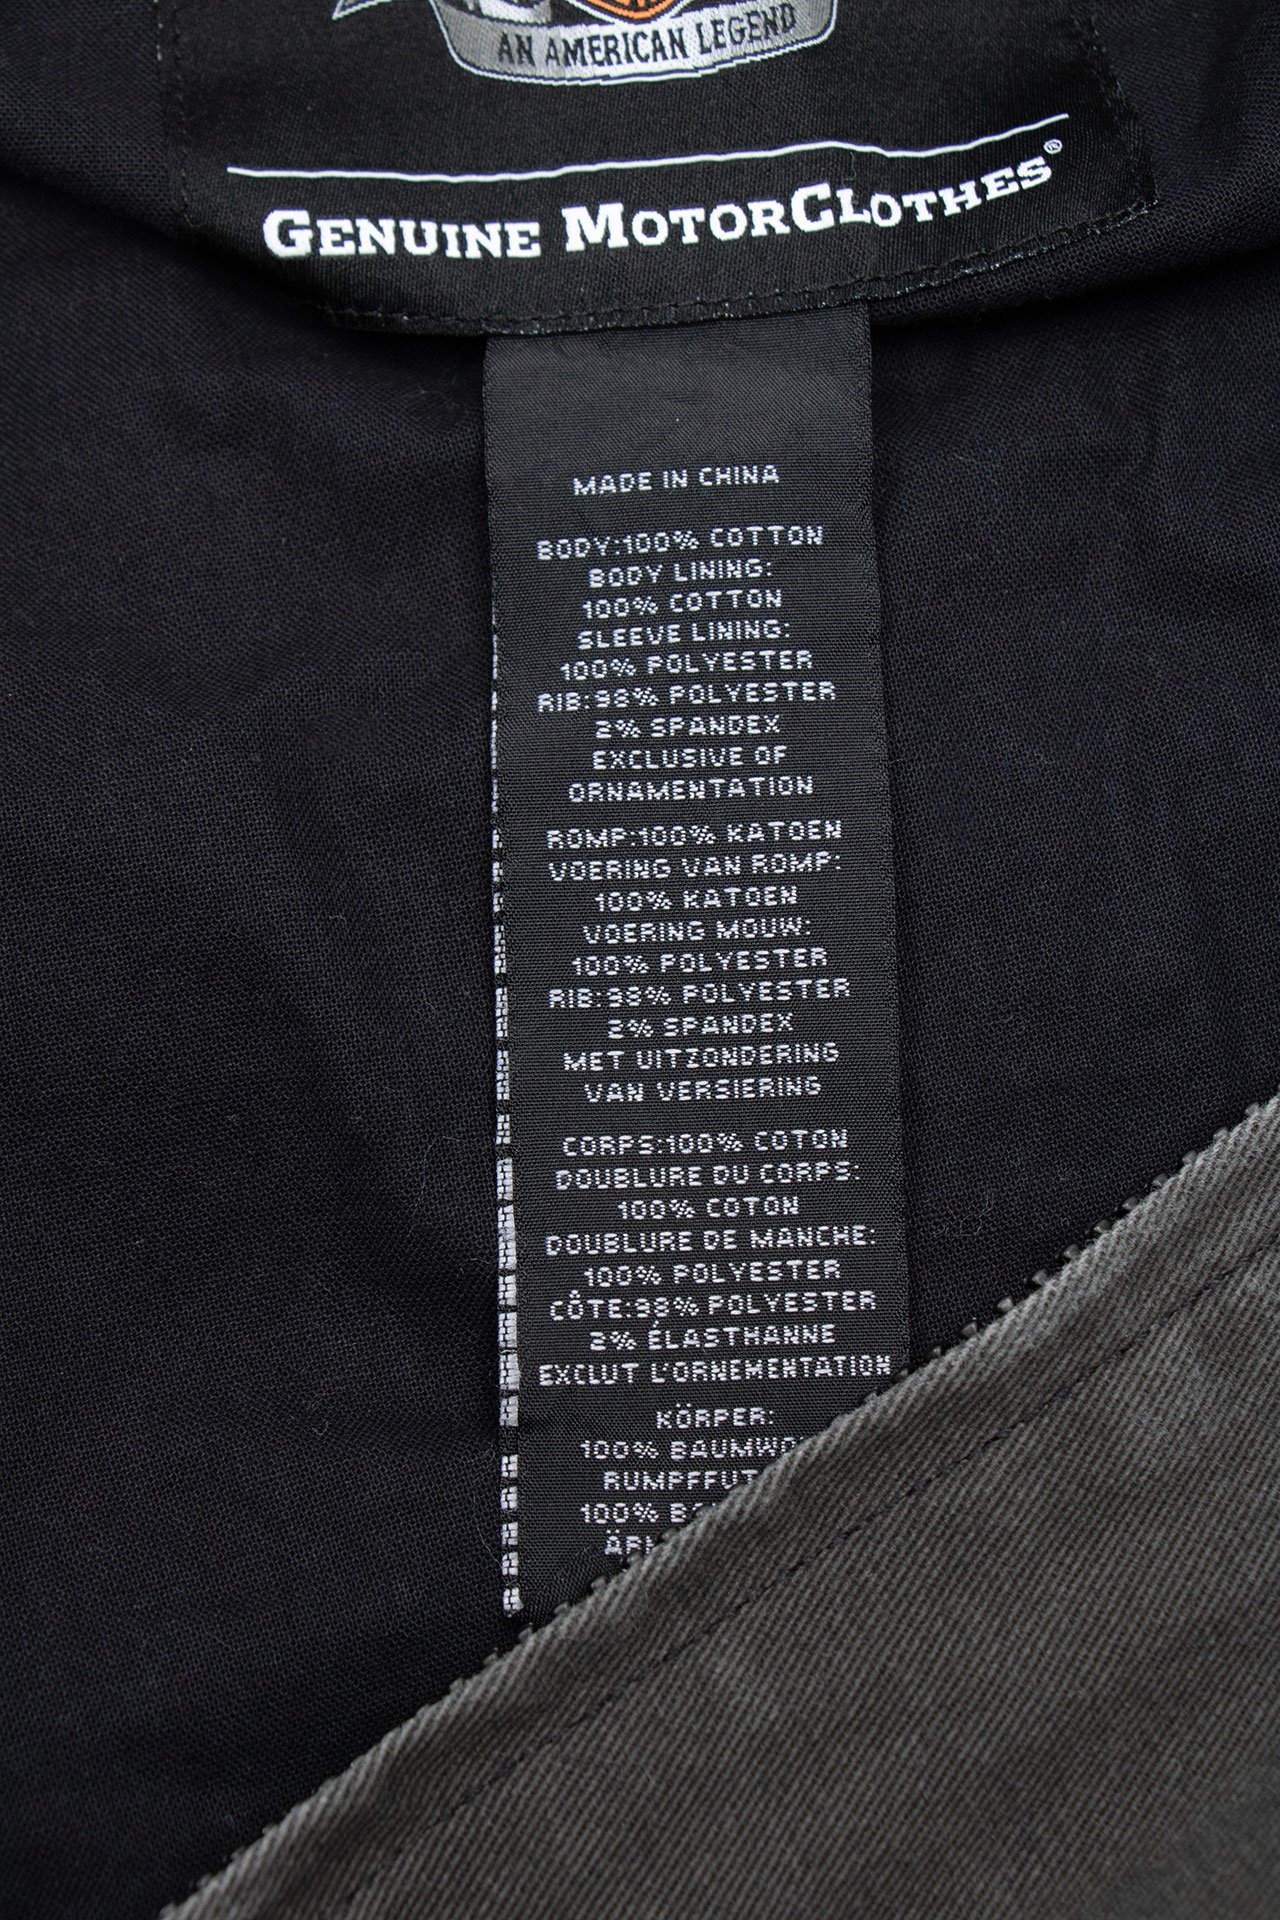 AN AMERICAN LEGEND
GENUINE MOTORCLOTHES®
MADE IN CHINA
BODY:100% COTTON
BODY LINING:
100% COTTON
SLEEVE LINING:
100% POLYESTER
RIB:98% POLYESTER
2% SPANDEX
EXCLUSIVE OF
ORNAMENTATION
ROMP:100% KATOEN
VOERING VAN ROMP:
100% KATOEN
VOERING MOUW:
100% POLYESTER
RIB:98% POLYESTER
2% SPANDEX
MET UITZONDERING
VAN VERSIERING
CORPS:100% COTON
DOUBLURE DU CORPS:
100% COTON
DOUBLURE DE MANCHE:
100% POLYESTER
CÔTE:98% POLYESTER
2% ÉLASTHANNE
EXCLUT L'ORNEMENTATION
KÖRPER:
100%
100%